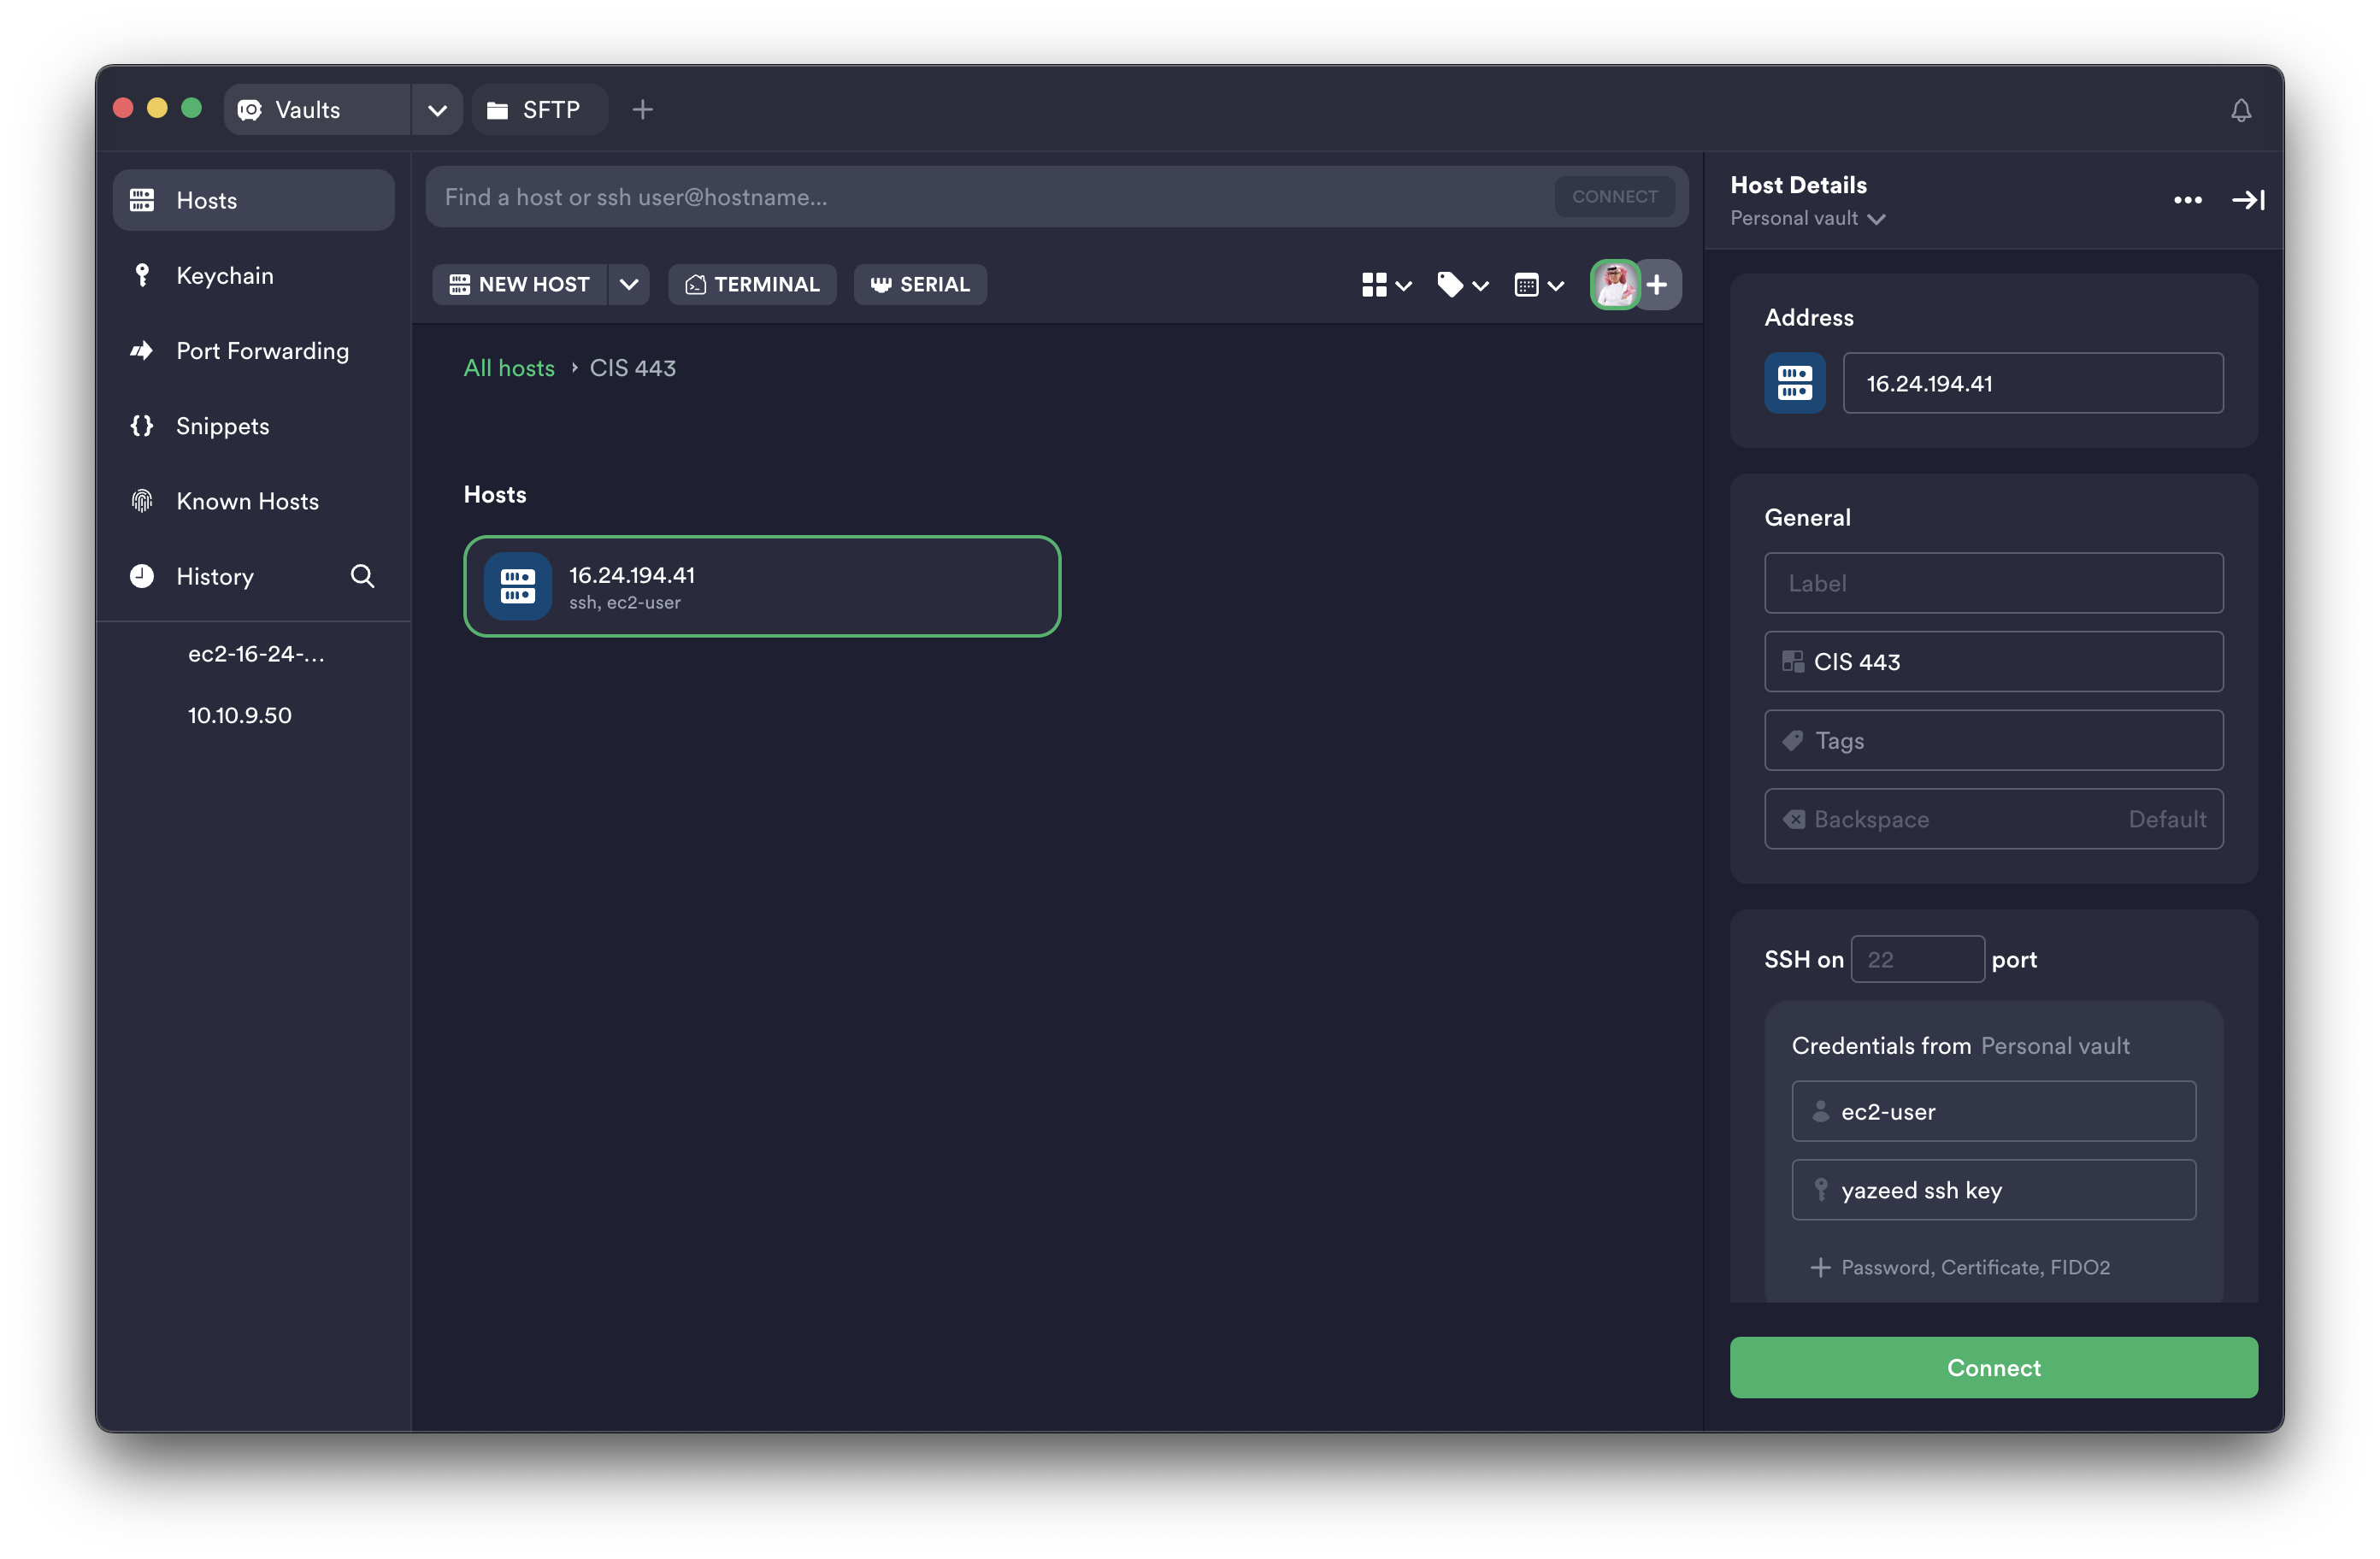 Vaults
SFTP
Hosts
Keychain
Port Forwarding
Snippets
Known Hosts
History
ec2-16-24-...
10.10.9.50
Find a host or ssh user@hostname...
CONNECT
NEW HOST
TERMINAL
SERIAL
All hosts › CIS 443
Hosts
16.24.194.41
ssh, ec2-user
Host Details
Personal vault
Address
16.24.194.41
General
Label
CIS 443
Tags
Backspace Default
SSH on 22 port
Credentials from Personal vault
ec2-user
yazeed ssh key
Password, Certificate, FIDO2
Connect